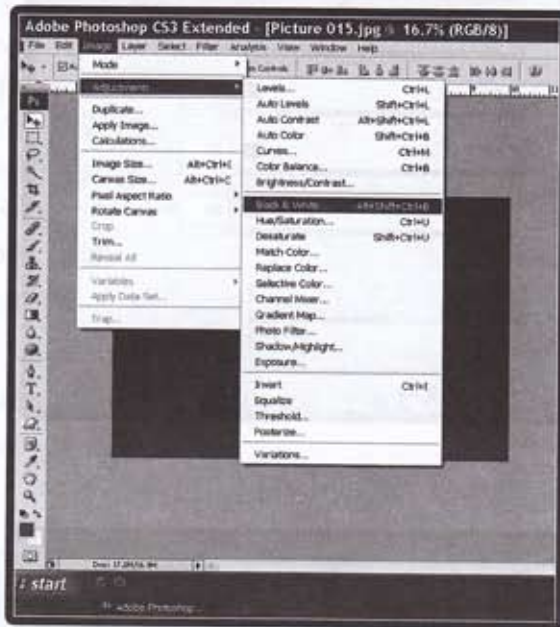 Adobe Photoshop CS3 Extended - [Picture 015.jpg @ 16.7% (RGB/8)]
File Edit Image Layer Select Filter Analysis View Window Help
Mode
Adjustments
Duplicate...
Apply Image...
Calculations...
Image Size... Alt+Ctrl+I
Canvas Size... Alt+Ctrl+C
Pixel Aspect Ratio
Rotate Canvas
Crop
Trim...
Reveal All
Variables
Apply Data Set...
Trap...
Levels... Ctrl+L
Auto Levels Shift+Ctrl+L
Auto Contrast Alt+Shift+Ctrl+L
Auto Color Shift+Ctrl+B
Curves... Ctrl+M
Color Balance... Ctrl+B
Brightness/Contrast...
Black & White... Alt+Shift+Ctrl+B
Hue/Saturation... Ctrl+U
Desaturate Shift+Ctrl+U
Match Color...
Replace Color...
Selective Color...
Channel Mixer...
Gradient Map...
Photo Filter...
Shadow/Highlight...
Exposure...
Invert Ctrl+I
Equalize
Threshold...
Posterize...
Variations...
Ps
start
Adobe Photoshop...